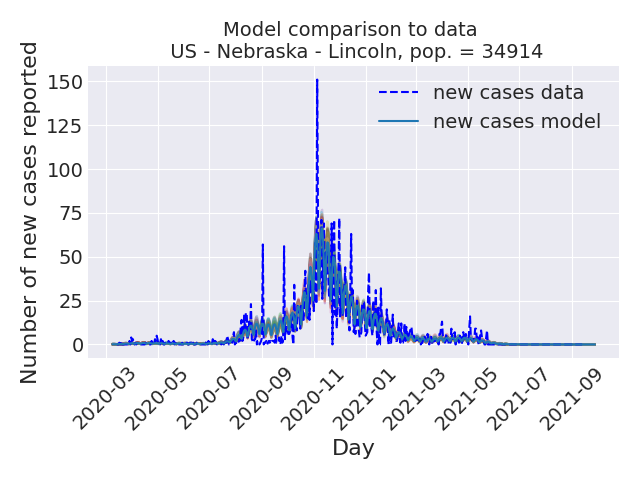 Model comparison to data
US - Nebraska - Lincoln, pop. = 34914
Number of new cases reported
150
125
100
75
50
25
0
new cases data
new cases model
2020-03
2020-05
2020-07
2020-09
2020-11
2021-01
2021-03
2021-05
2021-07
2021-09
Day